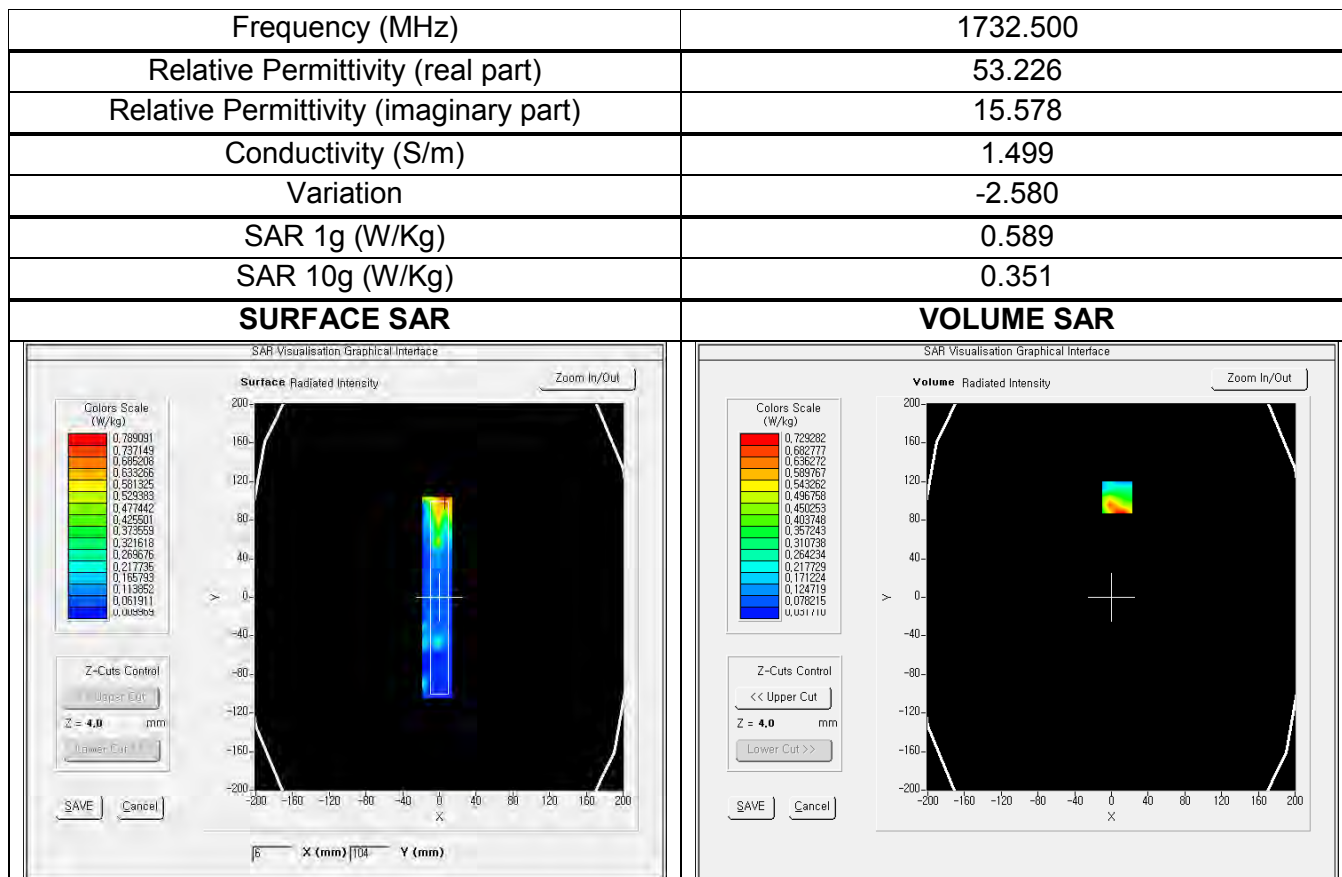 Frequency (MHz) 1732.500
Relative Permittivity (real part) 53.226
Relative Permittivity (imaginary part) 15.578
Conductivity (S/m) 1.499
Variation -2.580
SAR 1g (W/Kg) 0.589
SAR 10g (W/Kg) 0.351
SURFACE SAR VOLUME SAR
SAR Visualisation Graphical Interface
Surface Radiated Intensity
Zoom In/Out
Colors Scale
(W/kg)
0.789091
0.737149
0.685208
0.633266
0.581325
0.529383
0.477442
0.425501
0.373559
0.321618
0.269676
0.217735
0.165793
0.113852
0.061911
0.009969
200
160
120
80
40
0
-40
-80
-120
-160
-200
Y
-200 -160 -120 -80 -40 0 40 80 120 160 200
X
Z-Cuts Control
<< Upper Cut
Z = 4.0 mm
Lower Cut >>
SAVE Cancel
6 X (mm) 104 Y (mm)
SAR Visualisation Graphical Interface
Volume Radiated Intensity
Zoom In/Out
Colors Scale
(W/kg)
0.729282
0.682777
0.636272
0.589767
0.543262
0.496758
0.450253
0.403748
0.357243
0.310738
0.264234
0.217729
0.171224
0.124719
0.078215
0.031710
200
160
120
80
40
0
-40
-80
-120
-160
-200
Y
-200 -160 -120 -80 -40 0 40 80 120 160 200
X
Z-Cuts Control
<< Upper Cut
Z = 4.0 mm
Lower Cut >>
SAVE Cancel